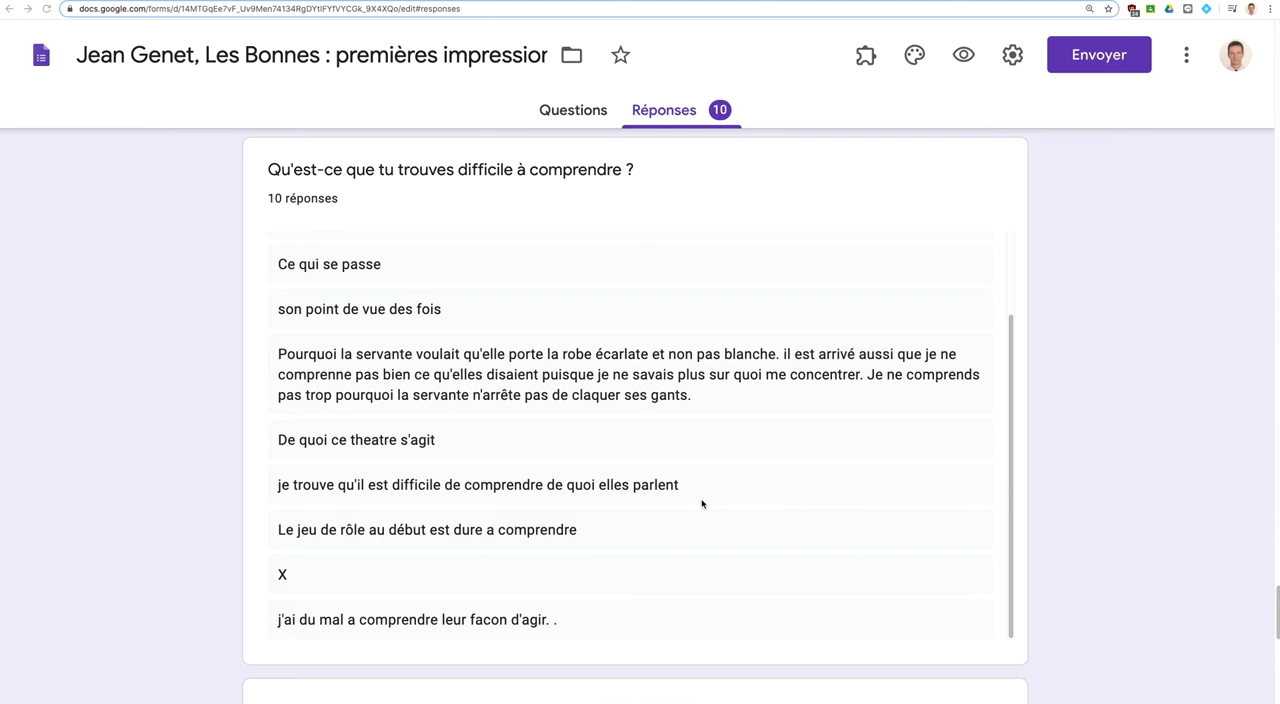 docs.google.com/forms/d/14MTGqEe7vF_Uv9Men74134RgDYtIFYfVYCGk_9X4XQo/edit#responses
Jean Genet, Les Bonnes : premières impression
Envoyer
Questions
Réponses 10
Qu'est-ce que tu trouves difficile à comprendre ?
10 réponses
Ce qui se passe
son point de vue des fois
Pourquoi la servante voulait qu'elle porte la robe écarlate et non pas blanche. il est arrivé aussi que je ne
comprenne pas bien ce qu'elles disaient puisque je ne savais plus sur quoi me concentrer. Je ne comprends
pas trop pourquoi la servante n'arrête pas de claquer ses gants.
De quoi ce theatre s'agit
je trouve qu'il est difficile de comprendre de quoi elles parlent
Le jeu de rôle au début est dure a comprendre
X
j'ai du mal a comprendre leur facon d'agir. .